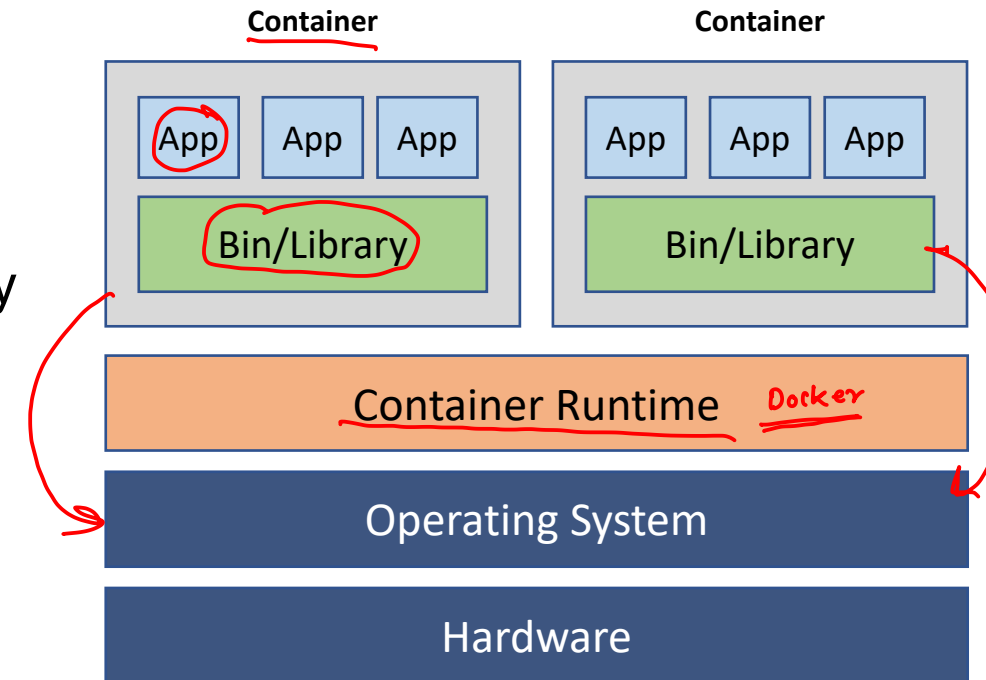 Container Container
App App App App App App
Bin/Library Bin/Library
y
Container Runtime Docker
Operating System
Hardware